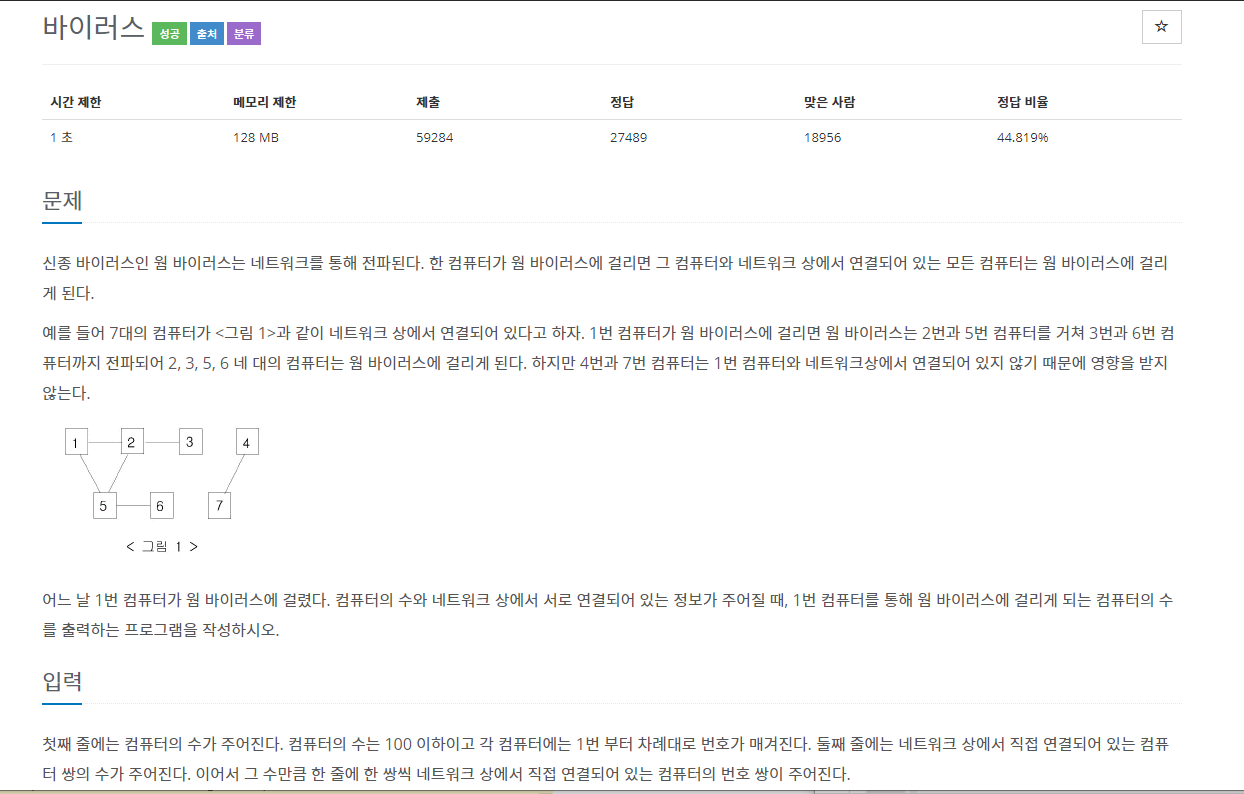 바이러스 성공 출처 분류
☆
시간 제한 메모리 제한 제출 정답 맞은 사람 정답 비율
1 초 128 MB 59284 27489 18956 44.819%
문제
신종 바이러스인 웜 바이러스는 네트워크를 통해 전파된다. 한 컴퓨터가 웜 바이러스에 걸리면 그 컴퓨터와 네트워크 상에서 연결되어 있는 모든 컴퓨터는 웜 바이러스에 걸리
게 된다.
예를 들어 7대의 컴퓨터가 <그림 1>과 같이 네트워크 상에서 연결되어 있다고 하자. 1번 컴퓨터가 웜 바이러스에 걸리면 웜 바이러스는 2번과 5번 컴퓨터를 거쳐 3번과 6번 컴
퓨터까지 전파되어 2, 3, 5, 6 네 대의 컴퓨터는 웜 바이러스에 걸리게 된다. 하지만 4번과 7번 컴퓨터는 1번 컴퓨터와 네트워크상에서 연결되어 있지 않기 때문에 영향을 받지
않는다.
1 2 3 4
5 6 7
< 그림 1 >
어느 날 1번 컴퓨터가 웜 바이러스에 걸렸다. 컴퓨터의 수와 네트워크 상에서 서로 연결되어 있는 정보가 주어질 때, 1번 컴퓨터를 통해 웜 바이러스에 걸리게 되는 컴퓨터의 수
를 출력하는 프로그램을 작성하시오.
입력
첫째 줄에는 컴퓨터의 수가 주어진다. 컴퓨터의 수는 100 이하이고 각 컴퓨터에는 1번 부터 차례대로 번호가 매겨진다. 둘째 줄에는 네트워크 상에서 직접 연결되어 있는 컴퓨
터 쌍의 수가 주어진다. 이어서 그 수만큼 한 줄에 한 쌍씩 네트워크 상에서 직접 연결되어 있는 컴퓨터의 번호 쌍이 주어진다.